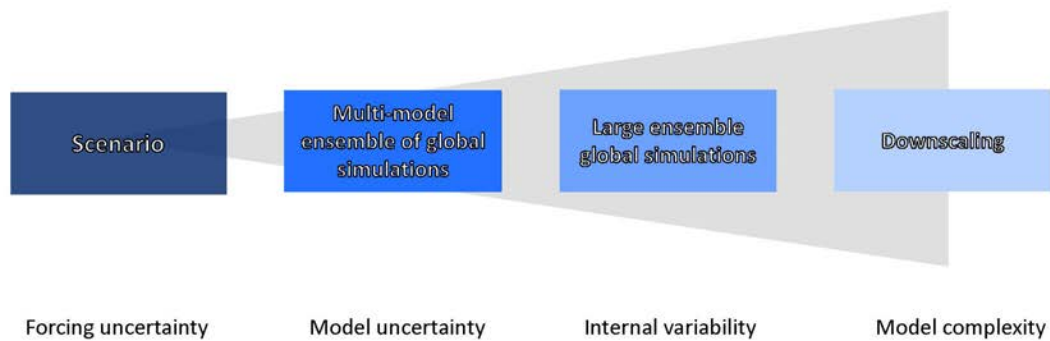 Scenario
Multi-model
ensemble of global
simulations
Large ensemble
global simulations
Downscaling
Forcing uncertainty
Model uncertainty
Internal variability
Model complexity